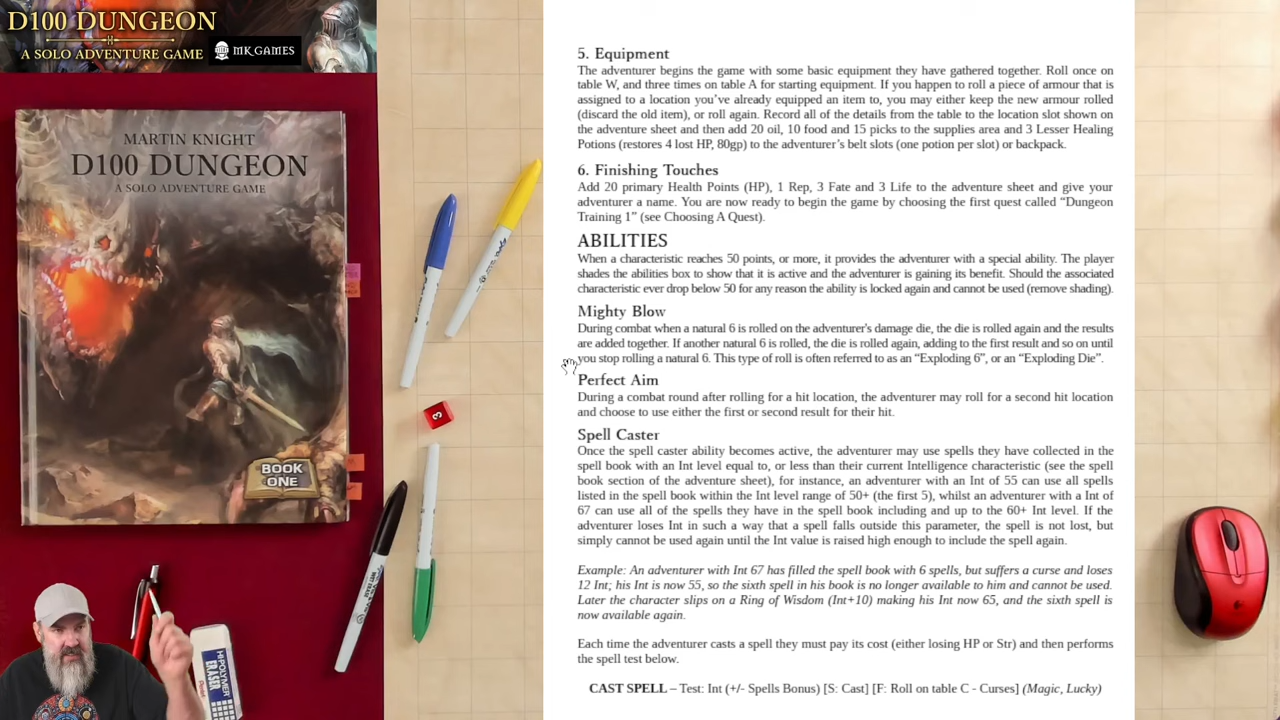 D100 DUNGEON
A SOLO ADVENTURE GAME
MK GAMES
MARTIN KNIGHT
D100 DUNGEON
A SOLO ADVENTURE GAME
BOOK
ONE
HI-POLYMER
ERASER
5. Equipment
The adventurer begins the game with some basic equipment they have gathered together. Roll once on
table W, and three times on table A for starting equipment. If you happen to roll a piece of armour that is
assigned to a location you've already equipped an item to, you may either keep the new armour rolled
(discard the old item), or roll again. Record all of the details from the table to the location slot shown on
the adventure sheet and then add 20 oil, 10 food and 15 picks to the supplies area and 3 Lesser Healing
Potions (restores 4 lost HP, 80gp) to the adventurer's belt slots (one potion per slot) or backpack.
6. Finishing Touches
Add 20 primary Health Points (HP), 1 Rep, 3 Fate and 3 Life to the adventure sheet and give your
adventurer a name. You are now ready to begin the game by choosing the first quest called “Dungeon
Training 1” (see Choosing A Quest).
ABILITIES
When a characteristic reaches 50 points, or more, it provides the adventurer with a special ability. The player
shades the abilities box to show that it is active and the adventurer is gaining its benefit. Should the associated
characteristic ever drop below 50 for any reason the ability is locked again and cannot be used (remove shading).
Mighty Blow
During combat when a natural 6 is rolled on the adventurer's damage die, the die is rolled again and the results
are added together. If another natural 6 is rolled, the die is rolled again, adding to the first result and so on until
you stop rolling a natural 6. This type of roll is often referred to as an “Exploding 6”, or an “Exploding Die”.
Perfect Aim
During a combat round after rolling for a hit location, the adventurer may roll for a second hit location
and choose to use either the first or second result for their hit.
Spell Caster
Once the spell caster ability becomes active, the adventurer may use spells they have collected in the
spell book with an Int level equal to, or less than their current Intelligence characteristic (see the spell
book section of the adventure sheet), for instance, an adventurer with an Int of 55 can use all spells
listed in the spell book within the Int level range of 50+ (the first 5), whilst an adventurer with a Int of
67 can use all of the spells they have in the spell book including and up to the 60+ Int level. If the
adventurer loses Int in such a way that a spell falls outside this parameter, the spell is not lost, but
simply cannot be used again until the Int value is raised high enough to include the spell again.
Example: An adventurer with Int 67 has filled the spell book with 6 spells, but suffers a curse and loses
12 Int; his Int is now 55, so the sixth spell in his book is no longer available to him and cannot be used.
Later the character slips on a Ring of Wisdom (Int+10) making his Int now 65, and the sixth spell is
now available again.
Each time the adventurer casts a spell they must pay its cost (either losing HP or Str) and then performs
the spell test below.
CAST SPELL – Test: Int (+/- Spells Bonus) [S: Cast] [F: Roll on table C - Curses] (Magic, Lucky)